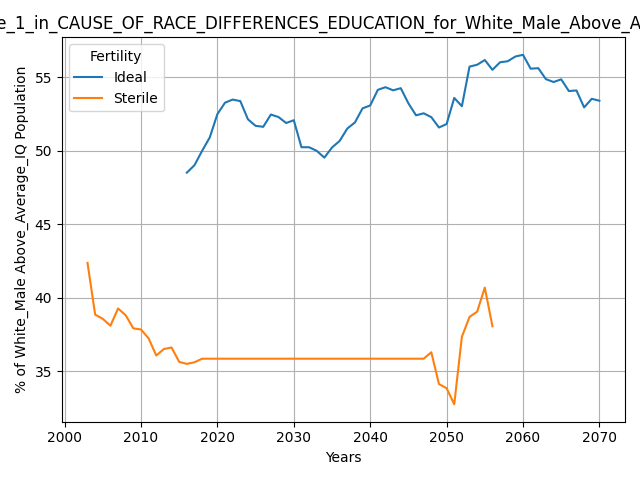 e_1_in_CAUSE_OF_RACE_DIFFERENCES_EDUCATION_for_White_Male_Above_A
Fertility
Ideal
Sterile
% of White_Male Above_Average_IQ Population
55
50
45
40
35
2000 2010 2020 2030 2040 2050 2060 2070
Years